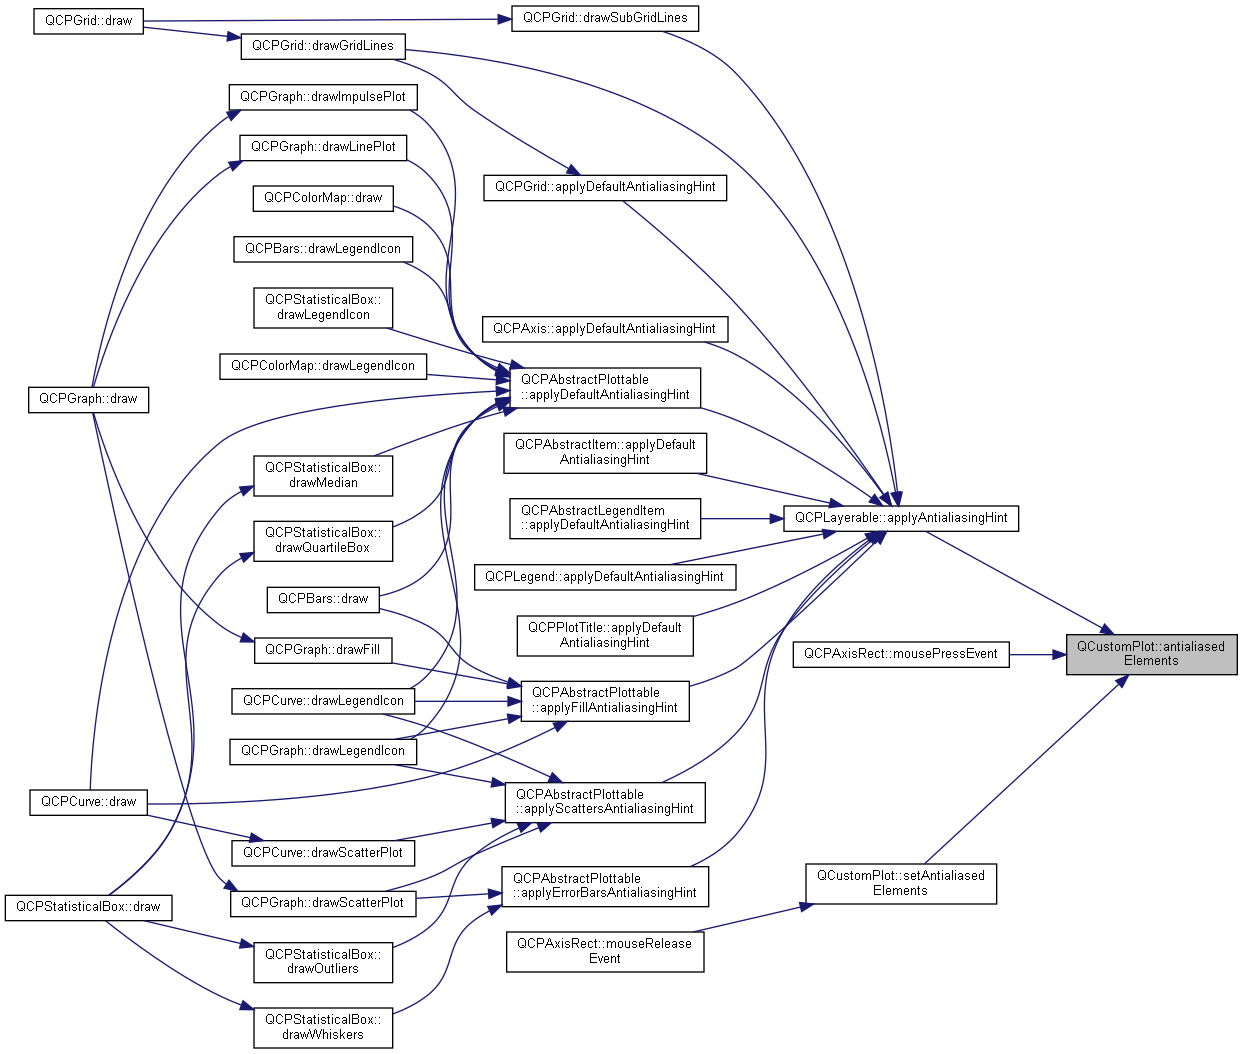 QCPGrid::draw
QCPGrid::drawSubGridLines
QCPGrid::drawGridLines
QCPGraph::drawImpulsePlot
QCPGraph::drawLinePlot
QCPGrid::applyDefaultAntialiasingHint
QCPColorMap::draw
QCPBars::drawLegendIcon
QCPStatisticalBox::
drawLegendIcon
QCPAxis::applyDefaultAntialiasingHint
QCPColorMap::drawLegendIcon
QCPAbstractPlottable
::applyDefaultAntialiasingHint
QCPGraph::draw
QCPAbstractItem::applyDefault
AntialiasingHint
QCPStatisticalBox::
drawMedian
QCPAbstractLegendItem
::applyDefaultAntialiasingHint
QCPLayerable::applyAntialiasingHint
QCPStatisticalBox::
drawQuartileBox
QCPLegend::applyDefaultAntialiasingHint
QCPBars::draw
QCPPlotTitle::applyDefault
AntialiasingHint
QCPGraph::drawFill
QCPAxisRect::mousePressEvent
QCustomPlot::antialiased
Elements
QCPCurve::drawLegendIcon
QCPAbstractPlottable
::applyFillAntialiasingHint
QCPGraph::drawLegendIcon
QCPCurve::draw
QCPAbstractPlottable
::applyScattersAntialiasingHint
QCPCurve::drawScatterPlot
QCPAbstractPlottable
::applyErrorBarsAntialiasingHint
QCustomPlot::setAntialiased
Elements
QCPStatisticalBox::draw
QCPGraph::drawScatterPlot
QCPAxisRect::mouseRelease
Event
QCPStatisticalBox::
drawOutliers
QCPStatisticalBox::
drawWhiskers